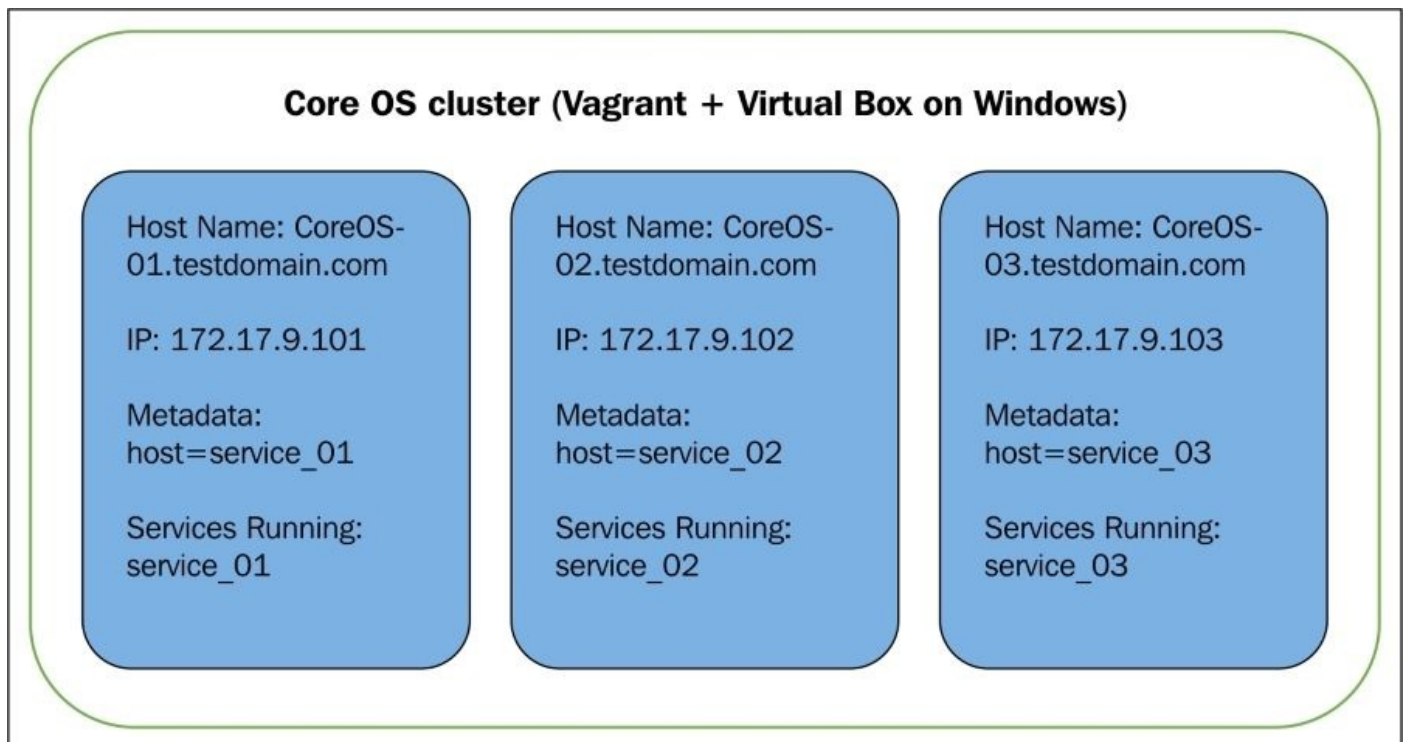 Core OS cluster (Vagrant + Virtual Box on Windows)
Host Name: CoreOS-
01.testdomain.com
IP: 172.17.9.101
Metadata:
host=service_01
Services Running:
service_01
Host Name: CoreOS-
02.testdomain.com
IP: 172.17.9.102
Metadata:
host=service_02
Services Running:
service_02
Host Name: CoreOS-
03.testdomain.com
IP: 172.17.9.103
Metadata:
host=service_03
Services Running:
service_03